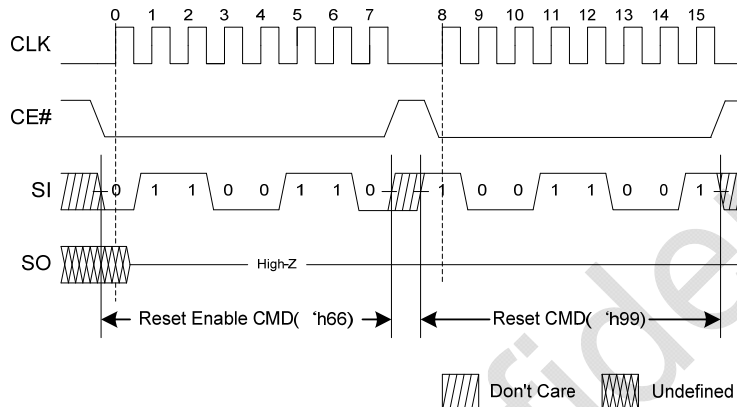 0 1 2 3 4 5 6 7 8 9 10 11 12 13 14 15
CLK
CE#
SI 0 1 1 0 0 1 1 0 1 0 0 1 1 0 0 1
SO High-Z
Reset Enable CMD( ‘h66) Reset CMD( ‘h99)
Don't Care Undefined